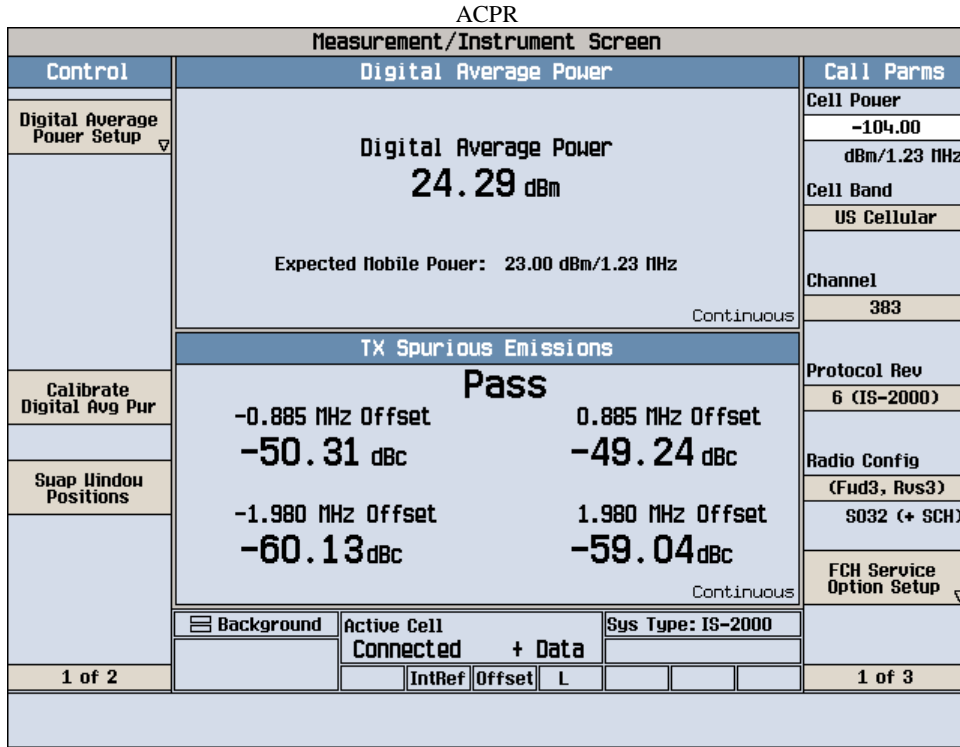 ACPR
Measurement/Instrument Screen
Control
Digital Average
Power Setup
Calibrate
Digital Avg Pwr
Swap Window
Positions
1 of 2
Digital Average Power
Digital Average Power
24.29 dBm
Expected Mobile Power: 23.00 dBm/1.23 MHz
Continuous
TX Spurious Emissions
Pass
-0.885 MHz Offset 0.885 MHz Offset
-50.31 dBc -49.24 dBc
-1.980 MHz Offset 1.980 MHz Offset
-60.13 dBc -59.04 dBc
Continuous
Background
Active Cell
Connected + Data
Sys Type: IS-2000
IntRef Offset L
Call Parms
Cell Power
-104.00
dBm/1.23 MHz
Cell Band
US Cellular
Channel
383
Protocol Rev
6 (IS-2000)
Radio Config
(Fwd3, Rvs3)
SO32 (+ SCH)
FCH Service
Option Setup
1 of 3